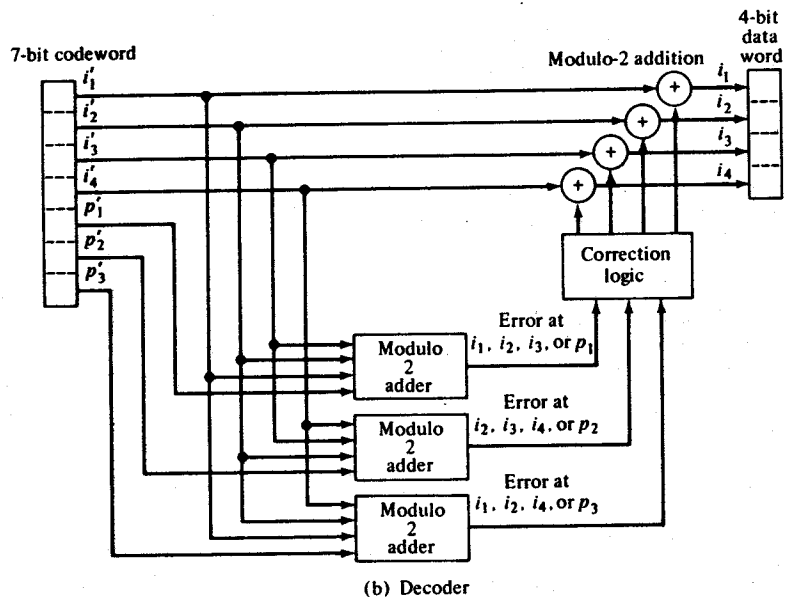 4-bit
data
word
7-bit codeword
Modulo-2 addition
i′1
i1
i′2
i2
i′3
i3
i′4
i4
p′1
p′2
p′3
+
+
+
+
Correction
logic
Error at
i1, i2, i3, or p1
Modulo
2
adder
Error at
i2, i3, i4, or p2
Modulo
2
adder
Error at
i1, i2, i4, or p3
Modulo
2
adder
(b) Decoder